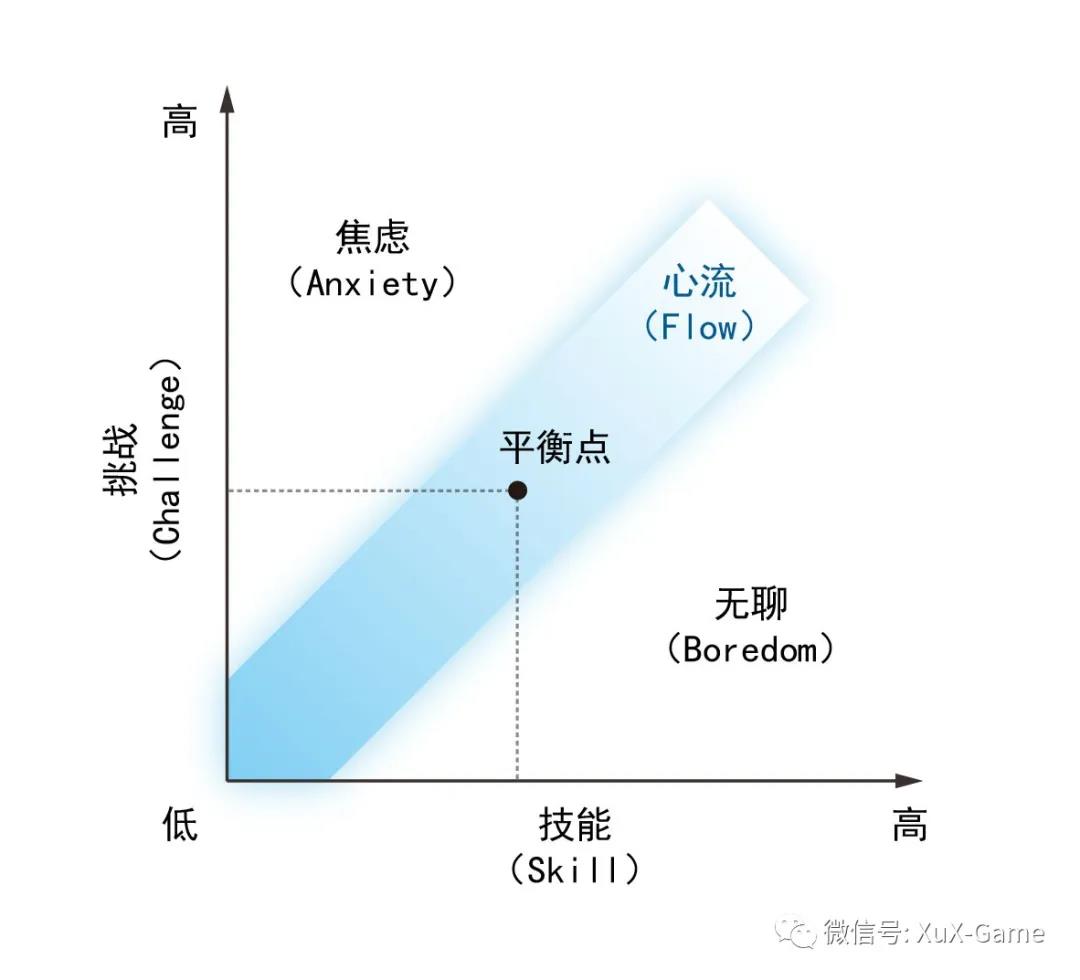 高
焦虑
（Anxiety）
心流
（Flow）
挑战
（Challenge）
平衡点
无聊
（Boredom）
低
技能
（Skill）
高
微信号: XuX-Game